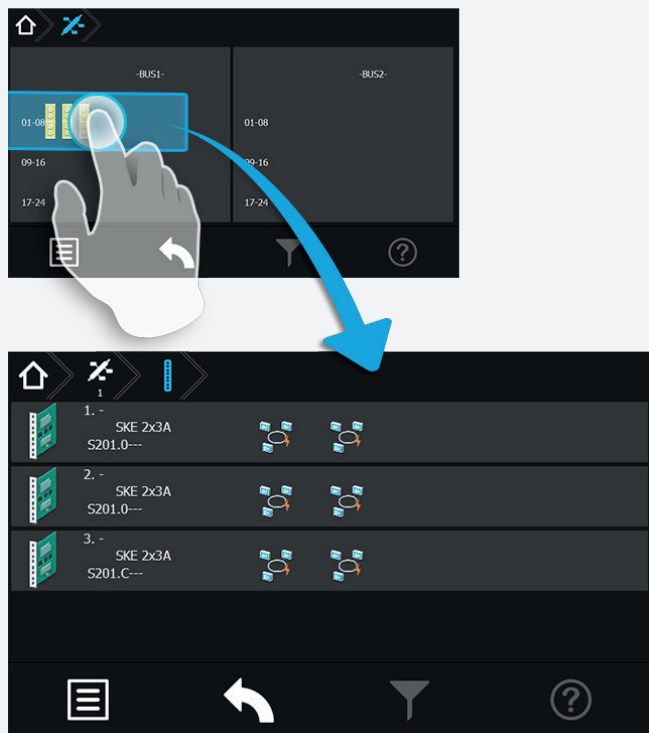 -BUS1-
-BUS2-
01-08
01-08
09-16
09-16
17-24
17-24
?
1
1. -
SKE 2x3A
S201.0---
2. -
SKE 2x3A
S201.0---
3. -
SKE 2x3A
S201.C---
?